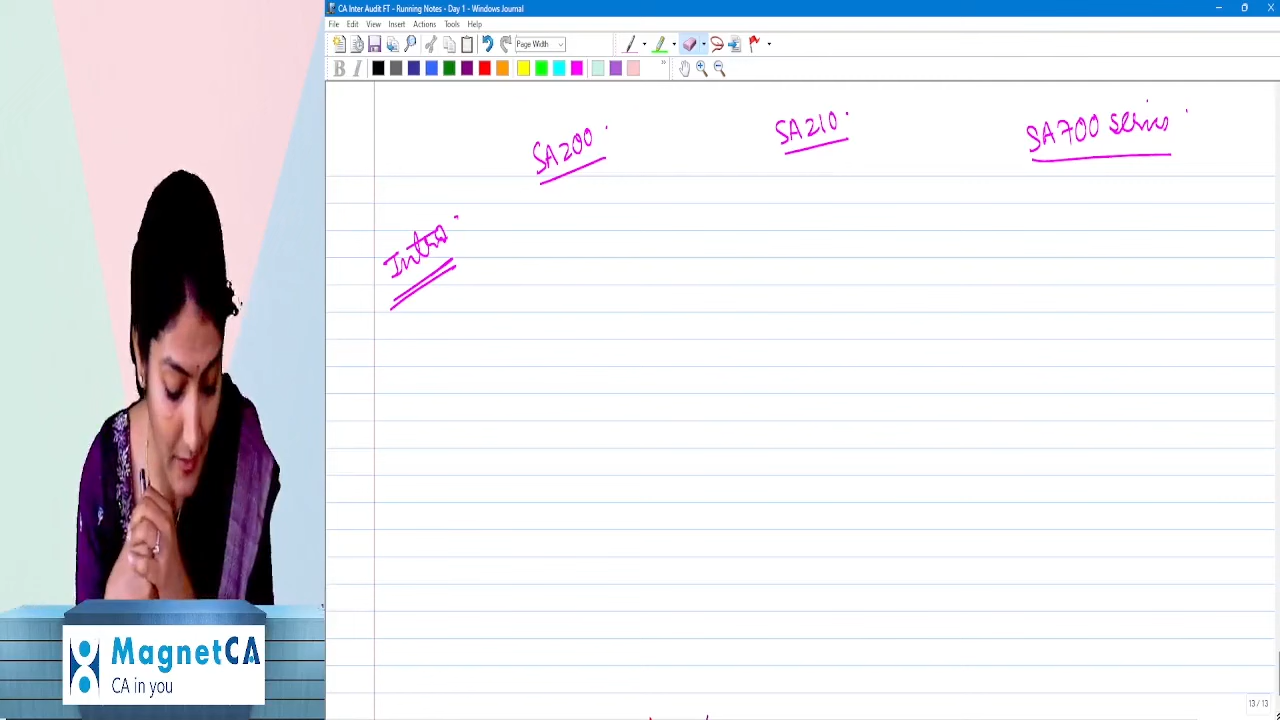 CA Inter Audit FT - Running Notes - Day 1 - Windows Journal
File Edit View Insert Actions Tools Help
Page Width
B I
SA200
SA210
SA700 series
Intro
MagnetCA
CA in you
13 / 13